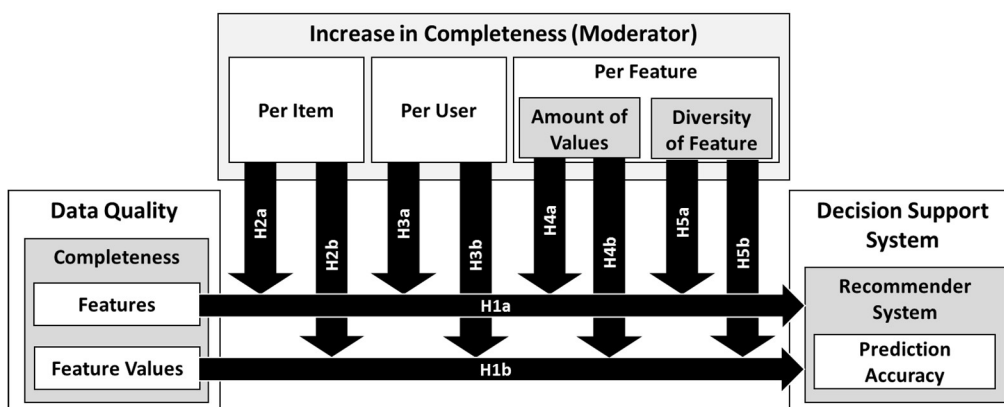 Increase in Completeness (Moderator)
Per Item
Per User
Per Feature
Amount of
Values
Diversity
of Feature
H2a
H2b
H3a
H3b
H4a
H4b
H5a
H5b
Data Quality
Completeness
Features
Feature Values
H1a
H1b
Decision Support
System
Recommender
System
Prediction
Accuracy